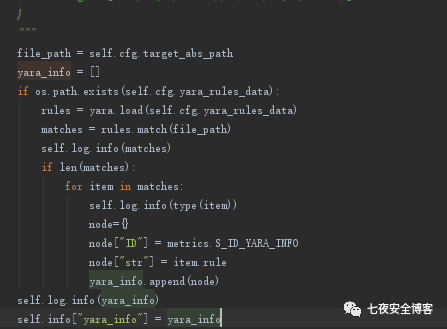 }
"""
file_path = self.cfg.target_abs_path
yara_info = []
if os.path.exists(self.cfg.yara_rules_data):
    rules = yara.load(self.cfg.yara_rules_data)
    matches = rules.match(file_path)
    self.log.info(matches)
    if len(matches):
        for item in matches:
            self.log.info(type(item))
            node={}
            node["ID"] = metrics.S_ID_YARA_INFO
            node["str"] = item.rule
            yara_info.append(node)
self.log.info(yara_info)
self.info["yara_info"] = yara_info
七夜安全博客